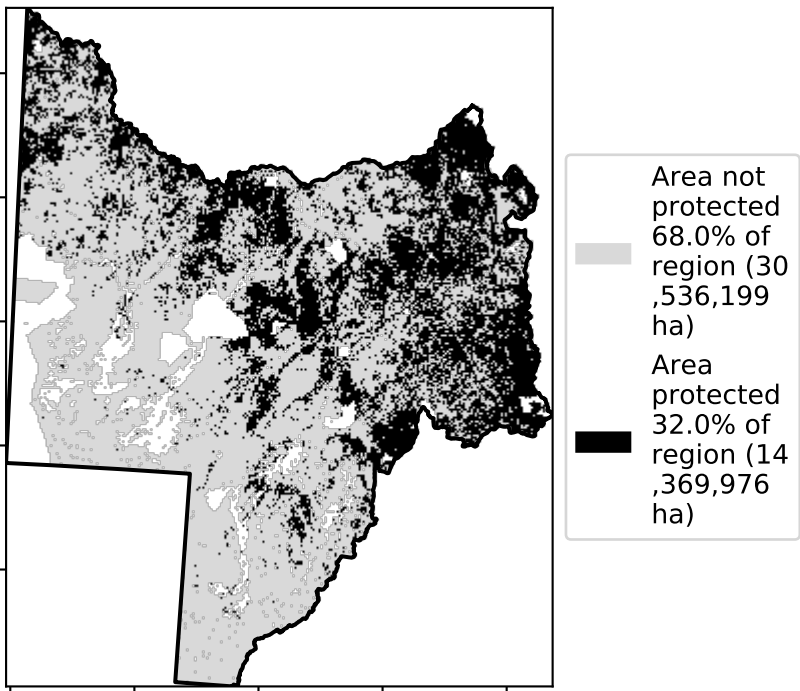 Area not
protected
68.0% of
region (30
,536,199
ha)
Area
protected
32.0% of
region (14
,369,976
ha)